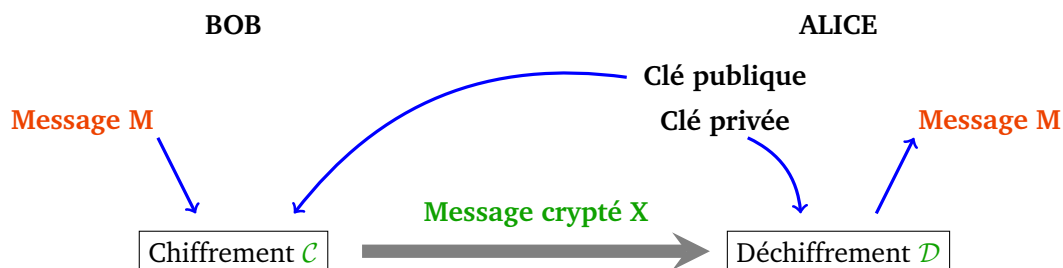 BOB
ALICE
Clé publique
Message M
Clé privée
Message M
Message crypté X
Chiffrement 𝒞
Déchiffrement 𝒟